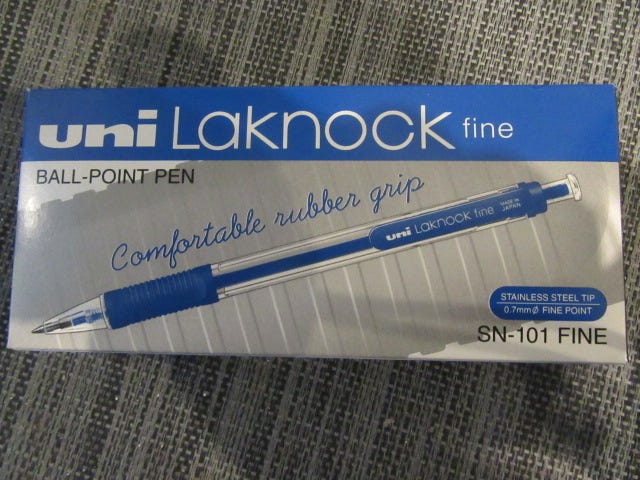 uni Laknock fine
BALL-POINT PEN
Comfortable rubber grip
uni Laknock fine MADE IN JAPAN
STAINLESS STEEL TIP
0.7mmØ FINE POINT
SN-101 FINE